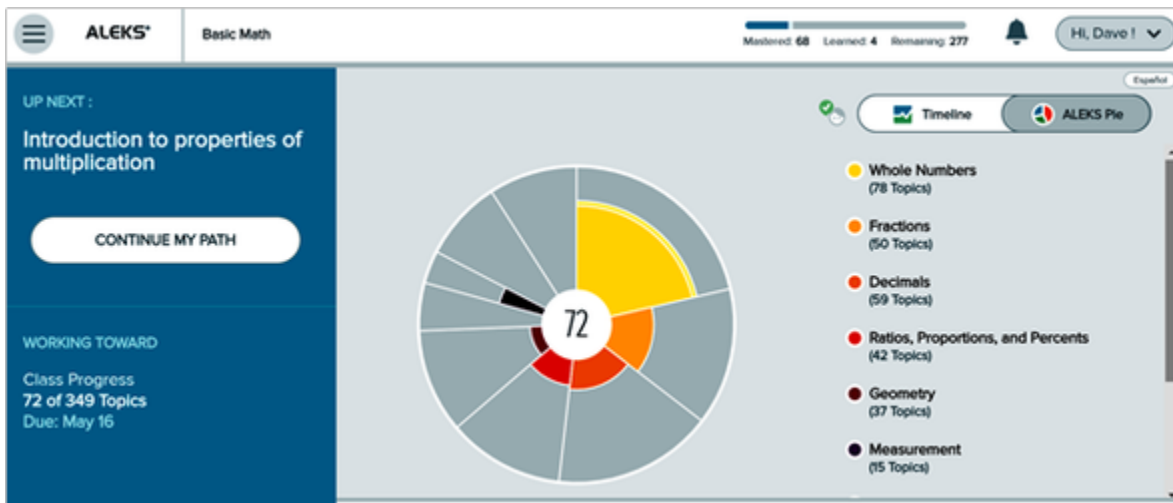 ALEKS®
Basic Math
Mastered: 68 Learned: 4 Remaining: 277
Hi, Dave !
Español
UP NEXT :
Introduction to properties of
multiplication
CONTINUE MY PATH
WORKING TOWARD
Class Progress
72 of 349 Topics
Due: May 16
72
Timeline
ALEKS Pie
Whole Numbers
(78 Topics)
Fractions
(50 Topics)
Decimals
(59 Topics)
Ratios, Proportions, and Percents
(42 Topics)
Geometry
(37 Topics)
Measurement
(15 Topics)